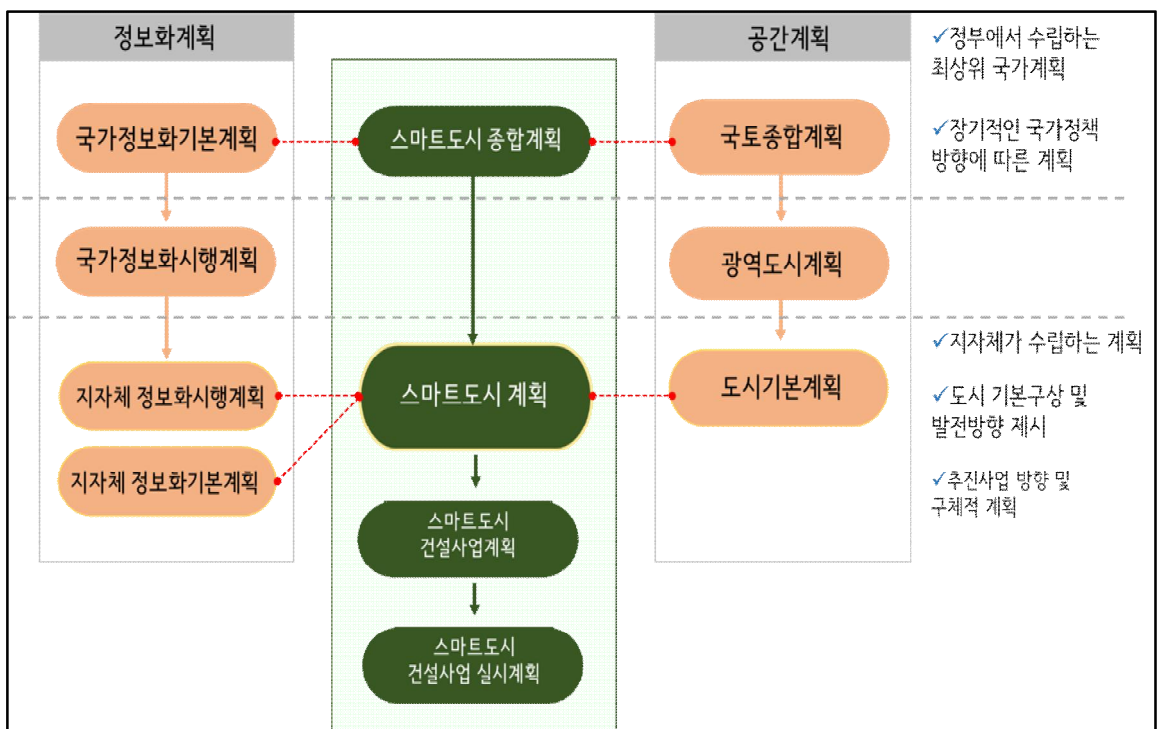 정보화계획
공간계획
✓정부에서 수립하는
최상위 국가계획
국가정보화기본계획
스마트도시 종합계획
국토종합계획
✓장기적인 국가정책
방향에 따른 계획
국가정보화시행계획
광역도시계획
지자체 정보화시행계획
스마트도시 계획
도시기본계획
✓지자체가 수립하는 계획
✓도시 기본구상 및
발전방향 제시
지자체 정보화기본계획
✓추진사업 방향 및
구체적 계획
스마트도시
건설사업계획
스마트도시
건설사업 실시계획